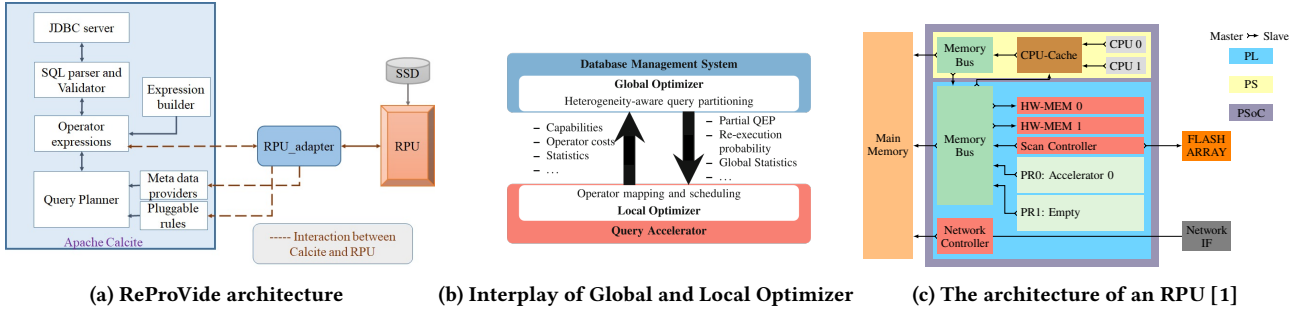 JDBC server
SQL parser and
Validator
Expression
builder
Operator
expressions
Query Planner
Meta data
providers
Pluggable
rules
Apache Calcite
RPU_adapter
SSD
RPU
----- Interaction between
Calcite and RPU
(a) ReProVide architecture
Database Management System
Global Optimizer
Heterogeneity-aware query partitioning
– Capabilities
– Operator costs
– Statistics
– . . .
– Partial QEP
– Re-execution
probability
– Global Statistics
– . . .
Operator mapping and scheduling
Local Optimizer
Query Accelerator
(b) Interplay of Global and Local Optimizer
Main
Memory
Memory
Bus
CPU-Cache
CPU 0
CPU 1
Memory
Bus
HW-MEM 0
HW-MEM 1
Scan Controller
PR0: Accelerator 0
PR1: Empty
Network
Controller
Master
Slave
PL
PS
PSoC
FLASH
ARRAY
Network
IF
(c) The architecture of an RPU [1]